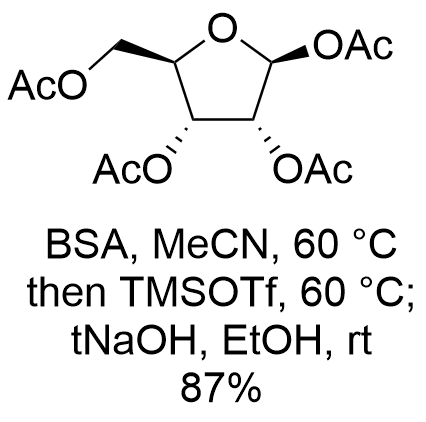 O
OAc
AcO
AcO
OAc
BSA, MeCN, 60 °C
then TMSOTf, 60 °C;
tNaOH, EtOH, rt
87%